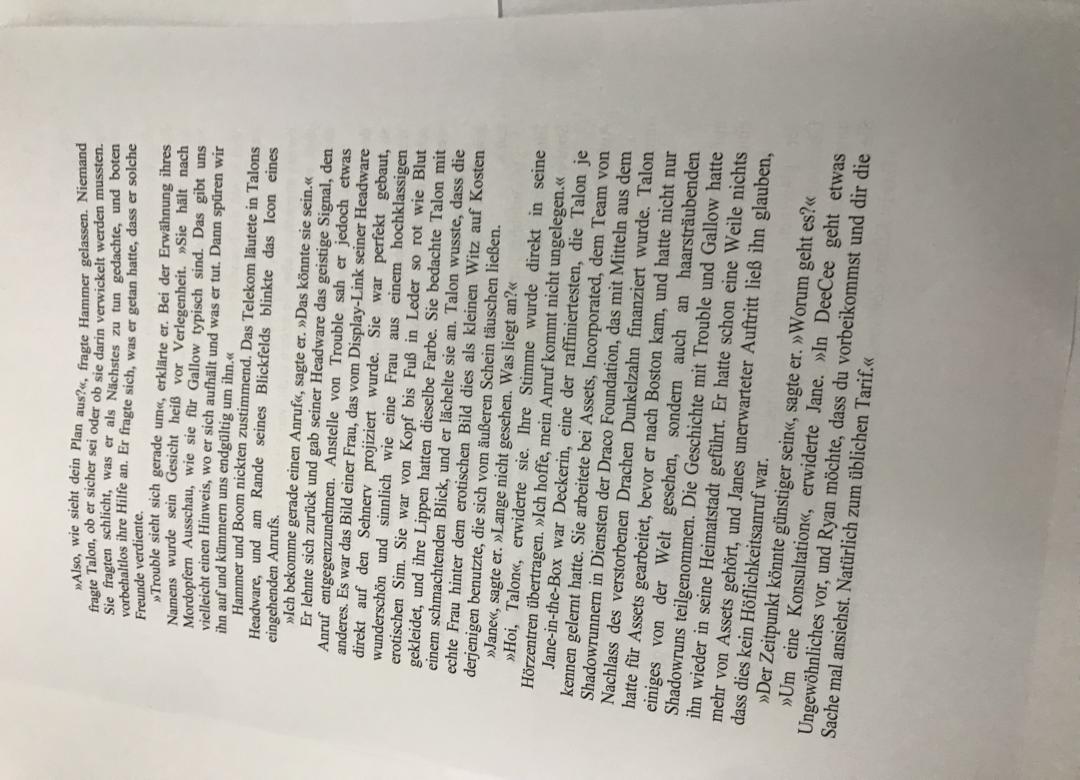 »Also, wie sieht dein Plan aus?«, fragte Hammer gelassen. Niemand
fragte Talon, ob er sicher sei oder ob sie darin verwickelt werden mussten.
Sie fragten schlicht, was er als Nächstes zu tun gedachte, und boten
vorbehaltlos ihre Hilfe an. Er fragte sich, was er getan hatte, dass er solche
Freunde verdiente.
»Trouble sieht sich gerade um«, erklärte er. Bei der Erwähnung ihres
Namens wurde sein Gesicht heiß vor Verlegenheit. »Sie hält nach
Mordopfern Ausschau, wie sie für Gallow typisch sind. Das gibt uns
vielleicht einen Hinweis, wo er sich aufhält und was er tut. Dann spüren wir
ihn auf und kümmern uns endgültig um ihn.«
Hammer und Boom nickten zustimmend. Das Telekom läutete in Talons
Headware, und am Rande seines Blickfelds blinkte das Icon eines
eingehenden Anrufs.
»Ich bekomme gerade einen Anruf«, sagte er. »Das könnte sie sein.«
Er lehnte sich zurück und gab seiner Headware das geistige Signal, den
Anruf entgegenzunehmen. Anstelle von Trouble sah er jedoch etwas
anderes. Es war das Bild einer Frau, das vom Display-Link seiner Headware
direkt auf den Sehnerv projiziert wurde. Sie war perfekt gebaut,
wunderschön und sinnlich wie eine Frau aus einem hochklassigen
erotischen Sim. Sie war von Kopf bis Fuß in Leder so rot wie Blut
gekleidet, und ihre Lippen hatten dieselbe Farbe. Sie bedachte Talon mit
einem schmachtenden Blick, und er lächelte sie an. Talon wusste, dass die
echte Frau hinter dem erotischen Bild dies als kleinen Witz auf Kosten
derjenigen benutzte, die sich vom äußeren Schein täuschen ließen.
»Jane«, sagte er. »Lange nicht gesehen. Was liegt an?«
»Hoi, Talon«, erwiderte sie. Ihre Stimme wurde direkt in seine
Hörzentren übertragen. »Ich hoffe, mein Anruf kommt nicht ungelegen.«
Jane-in-the-Box war Deckerin, eine der raffiniertesten, die Talon je
kennen gelernt hatte. Sie arbeitete bei Assets, Incorporated, dem Team von
Shadowrunnern in Diensten der Draco Foundation, das mit Mitteln aus dem
Nachlass des verstorbenen Drachen Dunkelzahn finanziert wurde. Talon
hatte für Assets gearbeitet, bevor er nach Boston kam, und hatte nicht nur
einiges von der Welt gesehen, sondern auch an haarsträubenden
Shadowruns teilgenommen. Die Geschichte mit Trouble und Gallow hatte
ihn wieder in seine Heimatstadt geführt. Er hatte schon eine Weile nichts
mehr von Assets gehört, und Janes unerwarteter Auftritt ließ ihn glauben,
dass dies kein Höflichkeitsanruf war.
»Der Zeitpunkt könnte günstiger sein«, sagte er. »Worum geht es?«
»Um eine Konsultation«, erwiderte Jane. »In DeeCee geht etwas
Ungewöhnliches vor, und Ryan möchte, dass du vorbeikommst und dir die
Sache mal ansiehst. Natürlich zum üblichen Tarif.«